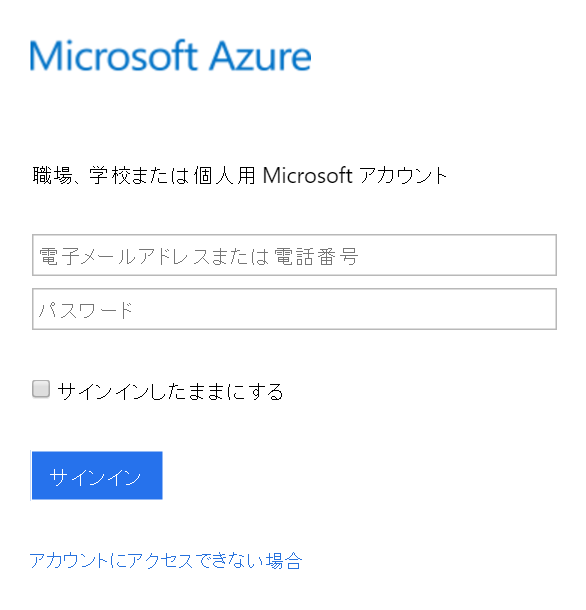 Microsoft Azure
職場、学校または個人用 Microsoft アカウント
電子メールアドレスまたは電話番号
パスワード
サインインしたままにする
サインイン
アカウントにアクセスできない場合